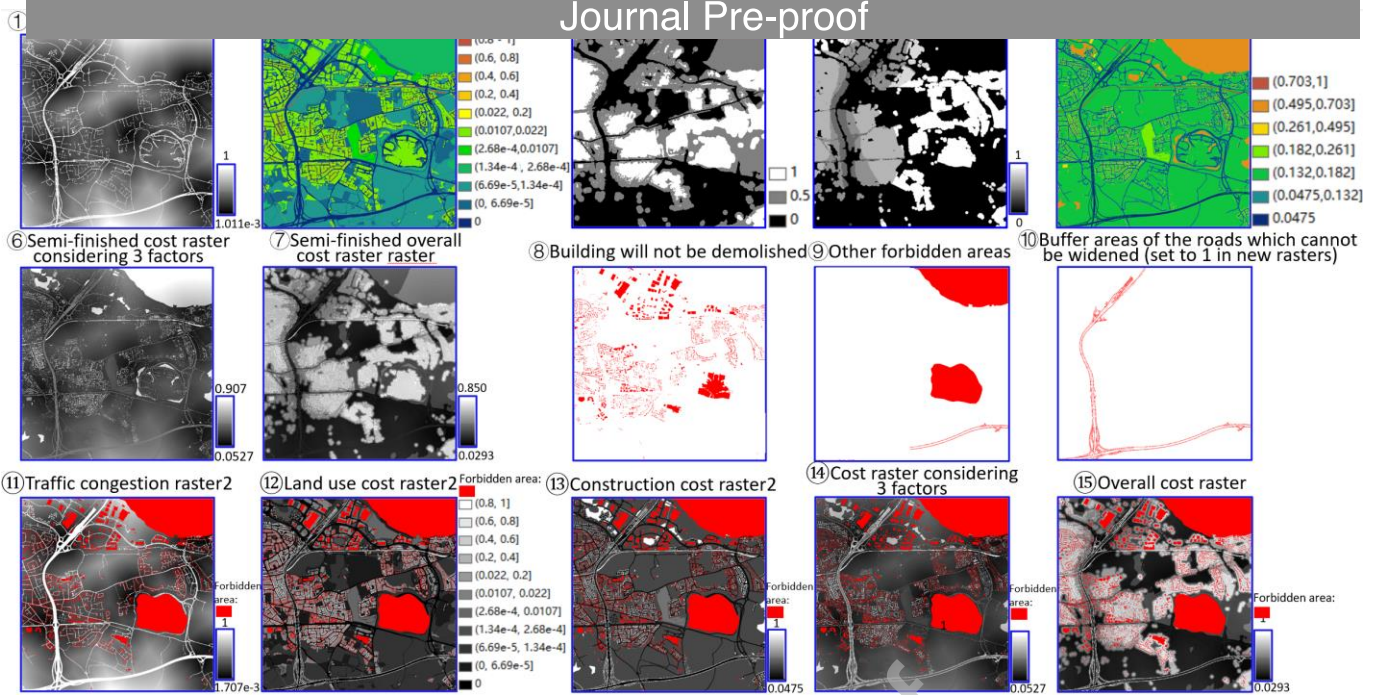 Journal Pre-proof
①
1
1.011e-3
(0.8 - 1]
(0.6, 0.8]
(0.4, 0.6]
(0.2, 0.4]
(0.022, 0.2]
(0.0107,0.022]
(2.68e-4,0.0107]
(1.34e-4 , 2.68e-4]
(6.69e-5,1.34e-4]
(0, 6.69e-5]
0
1
0.5
0
1
0
(0.703,1]
(0.495,0.703]
(0.261,0.495]
(0.182,0.261]
(0.132,0.182]
(0.0475,0.132]
0.0475
⑥Semi-finished cost raster
considering 3 factors
0.907
0.0527
⑦Semi-finished overall
cost raster raster
0.850
0.0293
⑧Building will not be demolished
⑨Other forbidden areas
⑩Buffer areas of the roads which cannot
be widened (set to 1 in new rasters)
⑪Traffic congestion raster2
Forbidden
area:
1
1.707e-3
⑫Land use cost raster2
Forbidden area:
(0.8, 1]
(0.6, 0.8]
(0.4, 0.6]
(0.2, 0.4]
(0.022, 0.2]
(0.0107, 0.022]
(2.68e-4, 0.0107]
(1.34e-4, 2.68e-4]
(6.69e-5, 1.34e-4]
(0, 6.69e-5]
0
⑬Construction cost raster2
Forbidden
area:
1
0.0475
⑭Cost raster considering
3 factors
1
Forbidden
area:
0.0527
⑮Overall cost raster
Forbidden area:
1
0.0293